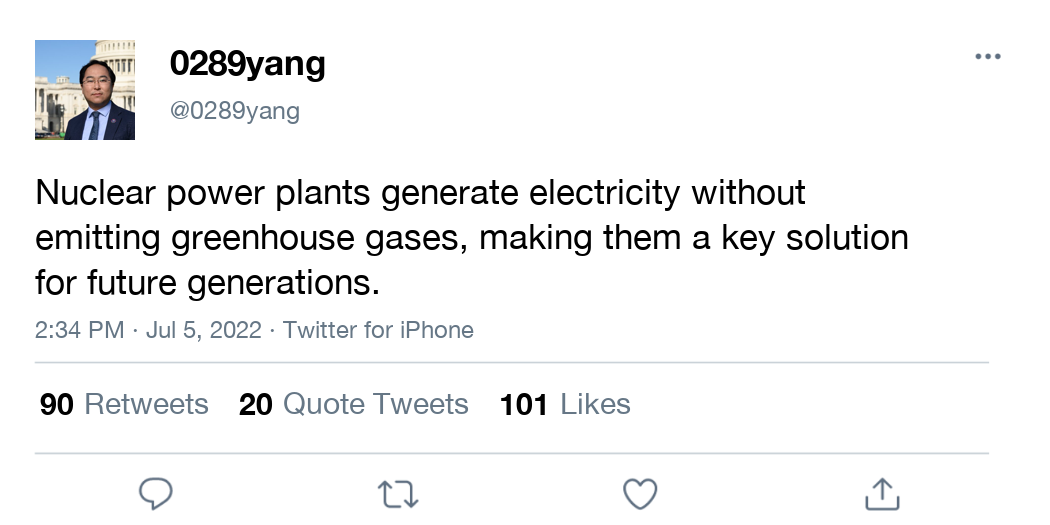 0289yang
@0289yang
Nuclear power plants generate electricity without
emitting greenhouse gases, making them a key solution
for future generations.
2:34 PM · Jul 5, 2022 · Twitter for iPhone
90 Retweets 20 Quote Tweets 101 Likes